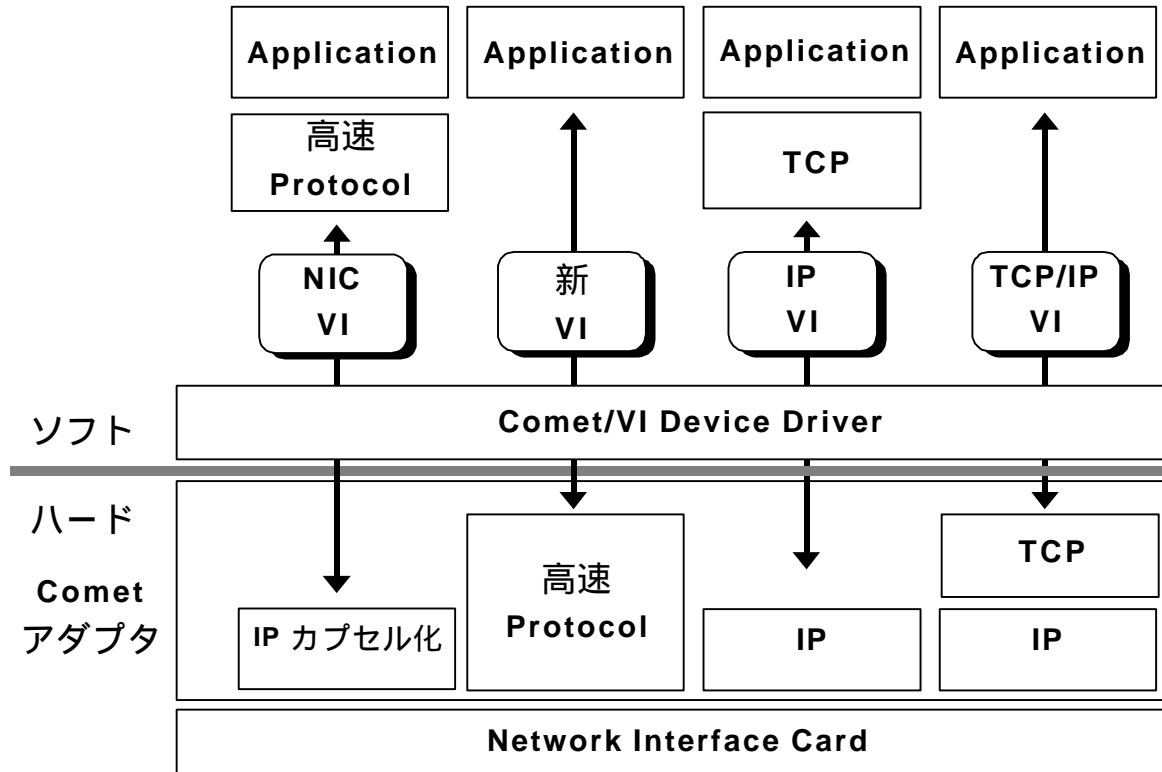 Application
Application
Application
Application
高速
Protocol
TCP
NIC
VI
新
VI
IP
VI
TCP/IP
VI
Comet/VI Device Driver
ソフト
ハード
Comet
アダプタ
IP カプセル化
高速
Protocol
IP
TCP
IP
Network Interface Card